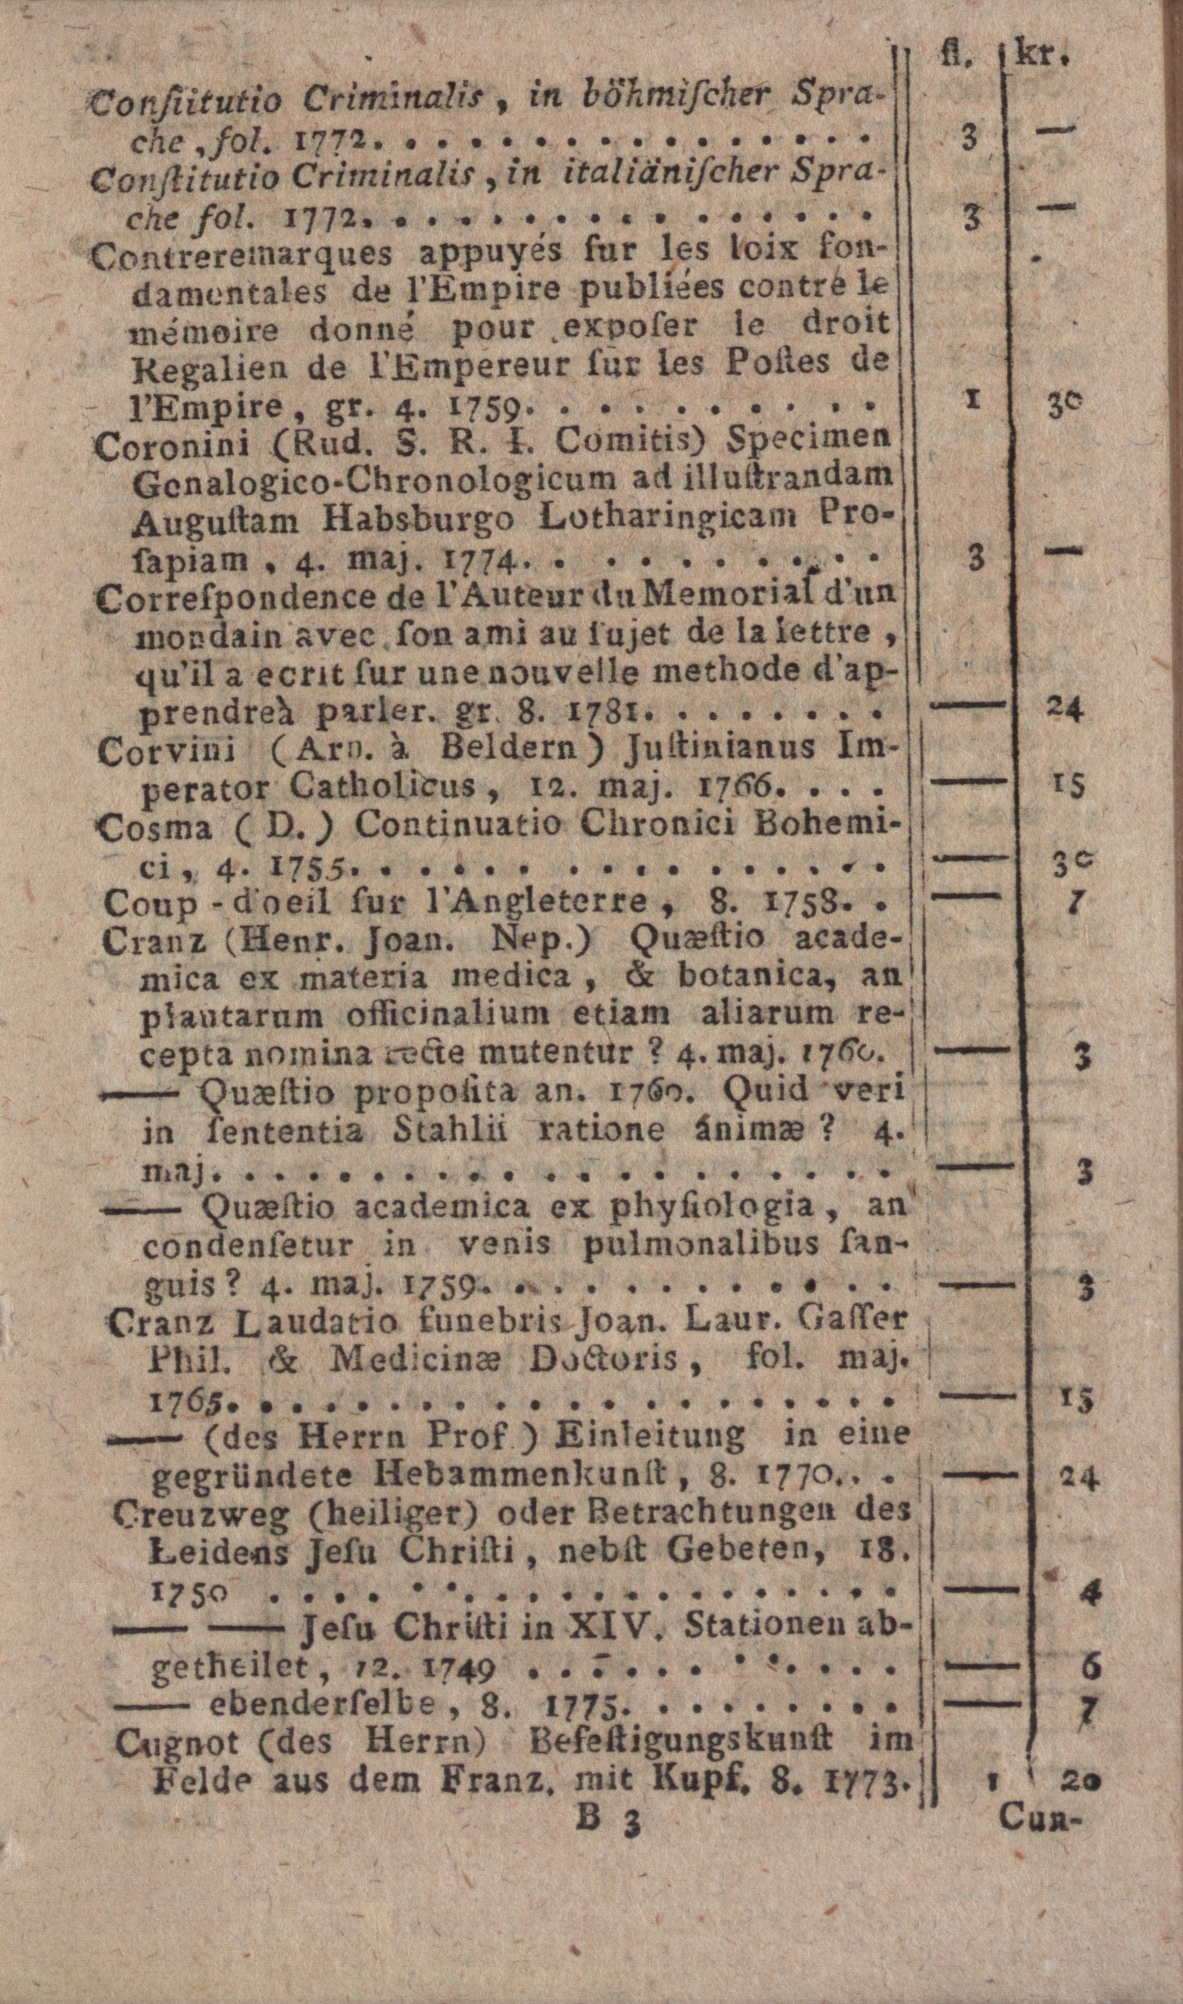 fl. kr.
Conſtitutio Criminalis, in böhmiſcher Spra-
che, fol. 1772. . . . . . . . . . . . . . . . 3 —
Conſtitutio Criminalis, in italiäniſcher Spra-
che fol. 1772. . . . . . . . . . . . . . . . 3 —
Contreremarques appuyés ſur les loix fon-
damentales de l'Empire publiées contre le
mémoire donné pour expoſer le droit
Regalien de l'Empereur ſur les Poſtes de
l'Empire, gr. 4. 1759. . . . . . . . . . . 1 30
Coronini (Rud. S. R. I. Comitis) Specimen
Genalogico-Chronologicum ad illuſtrandam
Auguſtam Habsburgo Lotharingicam Pro-
ſapiam, 4. maj. 1774. . . . . . . . . . . 3 —
Correſpondence de l'Auteur du Memorial d'un
mondain avec ſon ami au ſujet de la lettre,
qu'il a ecrit ſur une nouvelle methode d'ap-
prendreà parler. gr. 8. 1781. . . . . . . . — 24
Corvini (Arn. à Beldern) Juſtinianus Im-
perator Catholicus, 12. maj. 1766. . . . — 15
Cosma (D.) Continuatio Chronici Bohemi-
ci, 4. 1755. . . . . . . . . . . . . . . . — 30
Coup-d'oeil ſur l'Angleterre, 8. 1758. . — 7
Cranz (Henr. Joan. Nep.) Quæſtio acade-
mica ex materia medica, & botanica, an
plantarum officinalium etiam aliarum re-
cepta nomina recte mutentur? 4. maj. 1760. — 3
—— Quæſtio propoſita an. 1760. Quid veri
in ſententia Stahlii ratione animæ? 4.
maj. . . . . . . . . . . . . . . . . . . . — 3
—— Quæſtio academica ex phyſiologia, an
condenſetur in venis pulmonalibus ſan-
guis? 4. maj. 1759. . . . . . . . . . . . — 3
Cranz Laudatio funebris Joan. Laur. Gaſſer
Phil. & Medicinæ Doctoris, fol. maj.
1765. . . . . . . . . . . . . . . . . . . . — 15
—— (des Herrn Prof.) Einleitung in eine
gegründete Hebammenkunſt, 8. 1770. . . — 24
Creuzweg (heiliger) oder Betrachtungen des
Leidens Jeſu Chriſti, nebſt Gebeten, 18.
1750 . . . . . . . . . . . . . . . . . . . — 4
—— —— Jeſu Chriſti in XIV. Stationen ab-
getheilet, 12. 1749 . . . . . . . . . . . . — 6
—— ebenderſelbe, 8. 1775. . . . . . . . . — 7
Cugnot (des Herrn) Befeſtigungskunſt im
Felde aus dem Franz. mit Kupf. 8. 1773. 1 20
B 3 Cun-